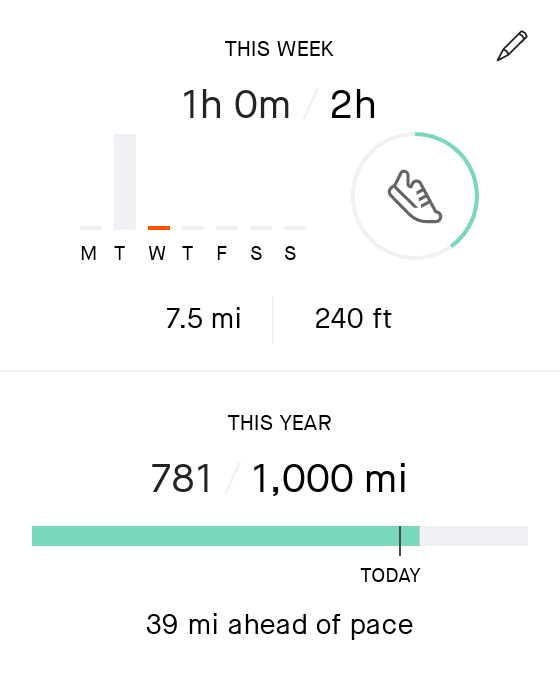 THIS WEEK
1h 0m / 2h
M T W T F S S
7.5 mi 240 ft
THIS YEAR
781 / 1,000 mi
TODAY
39 mi ahead of pace